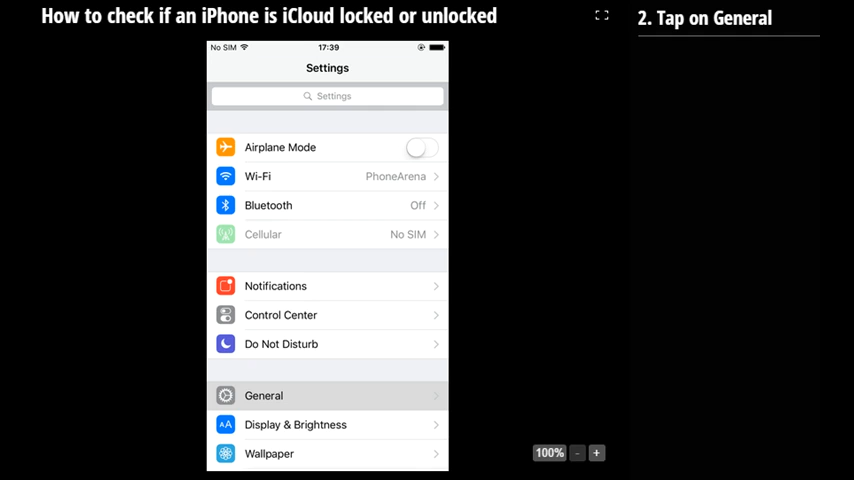 How to check if an iPhone is iCloud locked or unlocked
2. Tap on General
No SIM 17:39
Settings
Settings
Airplane Mode
Wi-Fi PhoneArena
Bluetooth Off
Cellular No SIM
Notifications
Control Center
Do Not Disturb
General
AA Display & Brightness
Wallpaper
100% - +